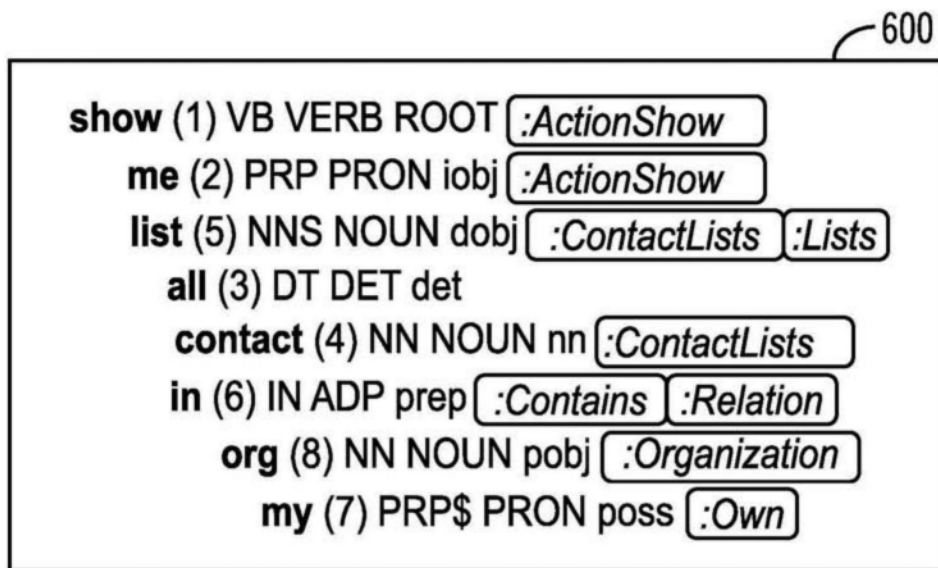 600
show (1) VB VERB ROOT :ActionShow
me (2) PRP PRON iobj :ActionShow
list (5) NNS NOUN dobj :ContactLists :Lists
all (3) DT DET det
contact (4) NN NOUN nn :ContactLists
in (6) IN ADP prep :Contains :Relation
org (8) NN NOUN pobj :Organization
my (7) PRP$ PRON poss :Own